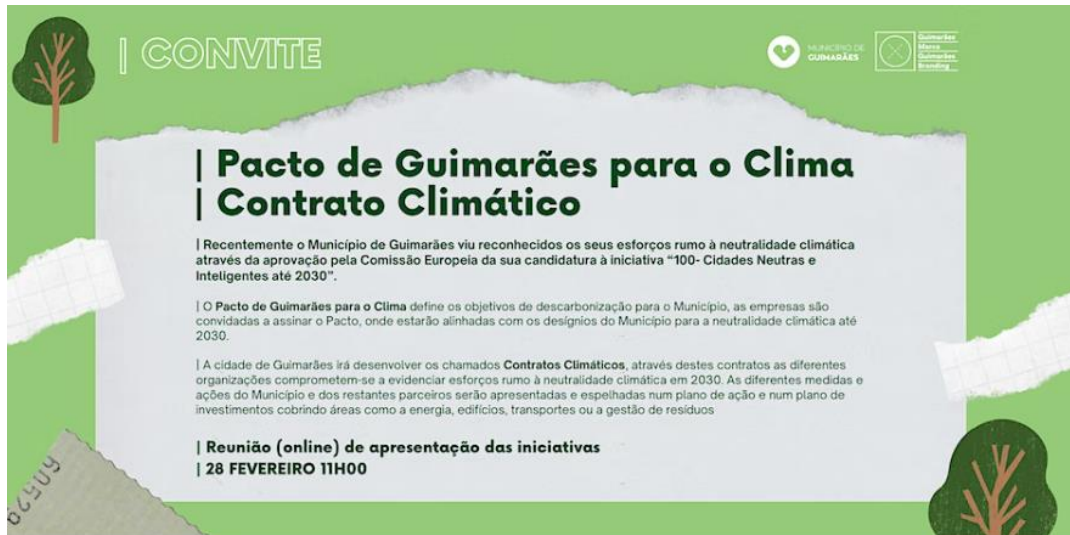 | CONVITE
MUNICÍPIO DE
GUIMARÃES
Guimarães
Marca
Guimarães
Branding
| Pacto de Guimarães para o Clima
| Contrato Climático
| Recentemente o Município de Guimarães viu reconhecidos os seus esforços rumo à neutralidade climática
através da aprovação pela Comissão Europeia da sua candidatura à iniciativa “100- Cidades Neutras e
Inteligentes até 2030”.
| O Pacto de Guimarães para o Clima define os objetivos de descarbonização para o Município, as empresas são
convidadas a assinar o Pacto, onde estarão alinhadas com os desígnios do Município para a neutralidade climática até
2030.
| A cidade de Guimarães irá desenvolver os chamados Contratos Climáticos, através destes contratos as diferentes
organizações comprometem-se a evidenciar esforços rumo à neutralidade climática em 2030. As diferentes medidas e
ações do Município e dos restantes parceiros serão apresentadas e espelhadas num plano de ação e num plano de
investimentos cobrindo áreas como a energia, edifícios, transportes ou a gestão de resíduos
| Reunião (online) de apresentação das iniciativas
| 28 FEVEREIRO 11H00
60529